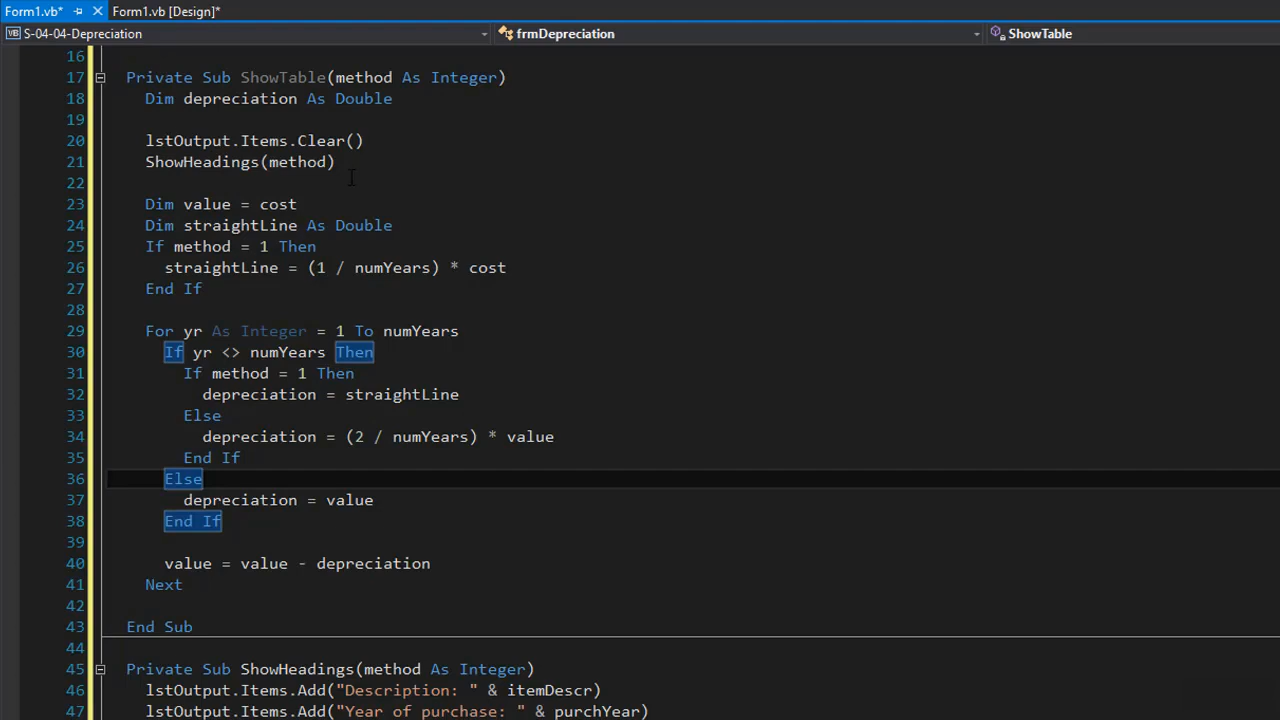 Form1.vb* Form1.vb [Design]*
VB S-04-04-Depreciation frmDepreciation ShowTable
16
17 Private Sub ShowTable(method As Integer)
18 Dim depreciation As Double
19
20 lstOutput.Items.Clear()
21 ShowHeadings(method)
22
23 Dim value = cost
24 Dim straightLine As Double
25 If method = 1 Then
26 straightLine = (1 / numYears) * cost
27 End If
28
29 For yr As Integer = 1 To numYears
30 If yr <> numYears Then
31 If method = 1 Then
32 depreciation = straightLine
33 Else
34 depreciation = (2 / numYears) * value
35 End If
36 Else
37 depreciation = value
38 End If
39
40 value = value - depreciation
41 Next
42
43 End Sub
44
45 Private Sub ShowHeadings(method As Integer)
46 lstOutput.Items.Add("Description: " & itemDescr)
47 lstOutput.Items.Add("Year of purchase: " & purchYear)